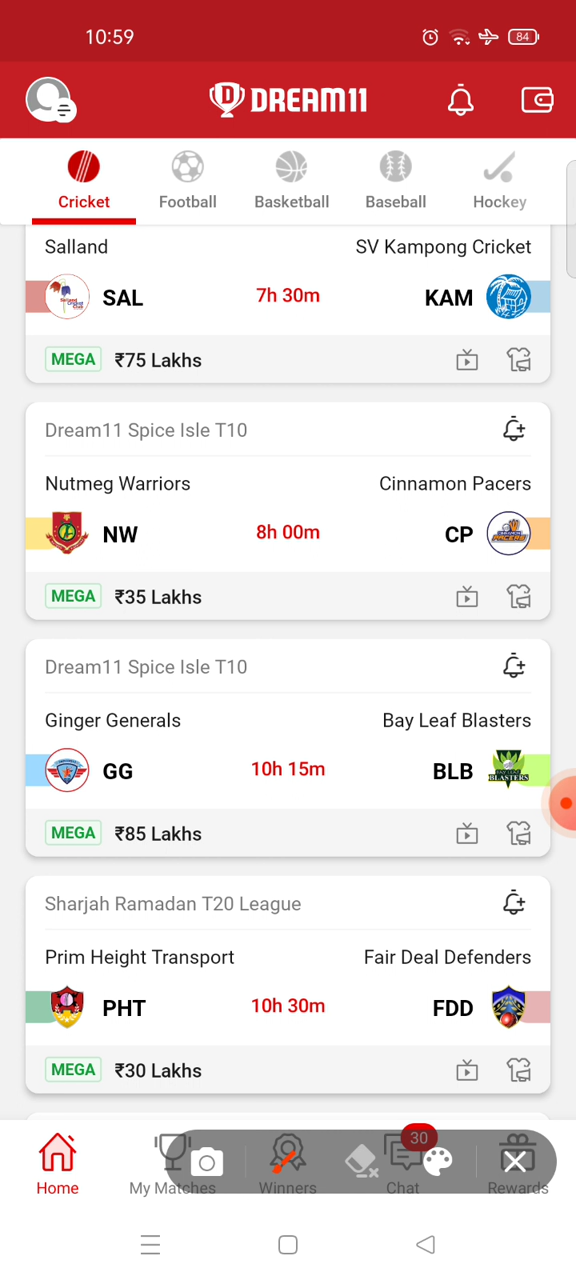 10:59
84
DREAM11
Cricket
Football
Basketball
Baseball
Hockey
Salland
SV Kampong Cricket
SAL
7h 30m
KAM
MEGA
₹75 Lakhs
Dream11 Spice Isle T10
Nutmeg Warriors
Cinnamon Pacers
NW
8h 00m
CP
MEGA
₹35 Lakhs
Dream11 Spice Isle T10
Ginger Generals
Bay Leaf Blasters
GG
10h 15m
BLB
BLASTERS
MEGA
₹85 Lakhs
Sharjah Ramadan T20 League
Prim Height Transport
Fair Deal Defenders
PHT
10h 30m
FDD
MEGA
₹30 Lakhs
30
Home
My Matches
Winners
Chat
Rewards